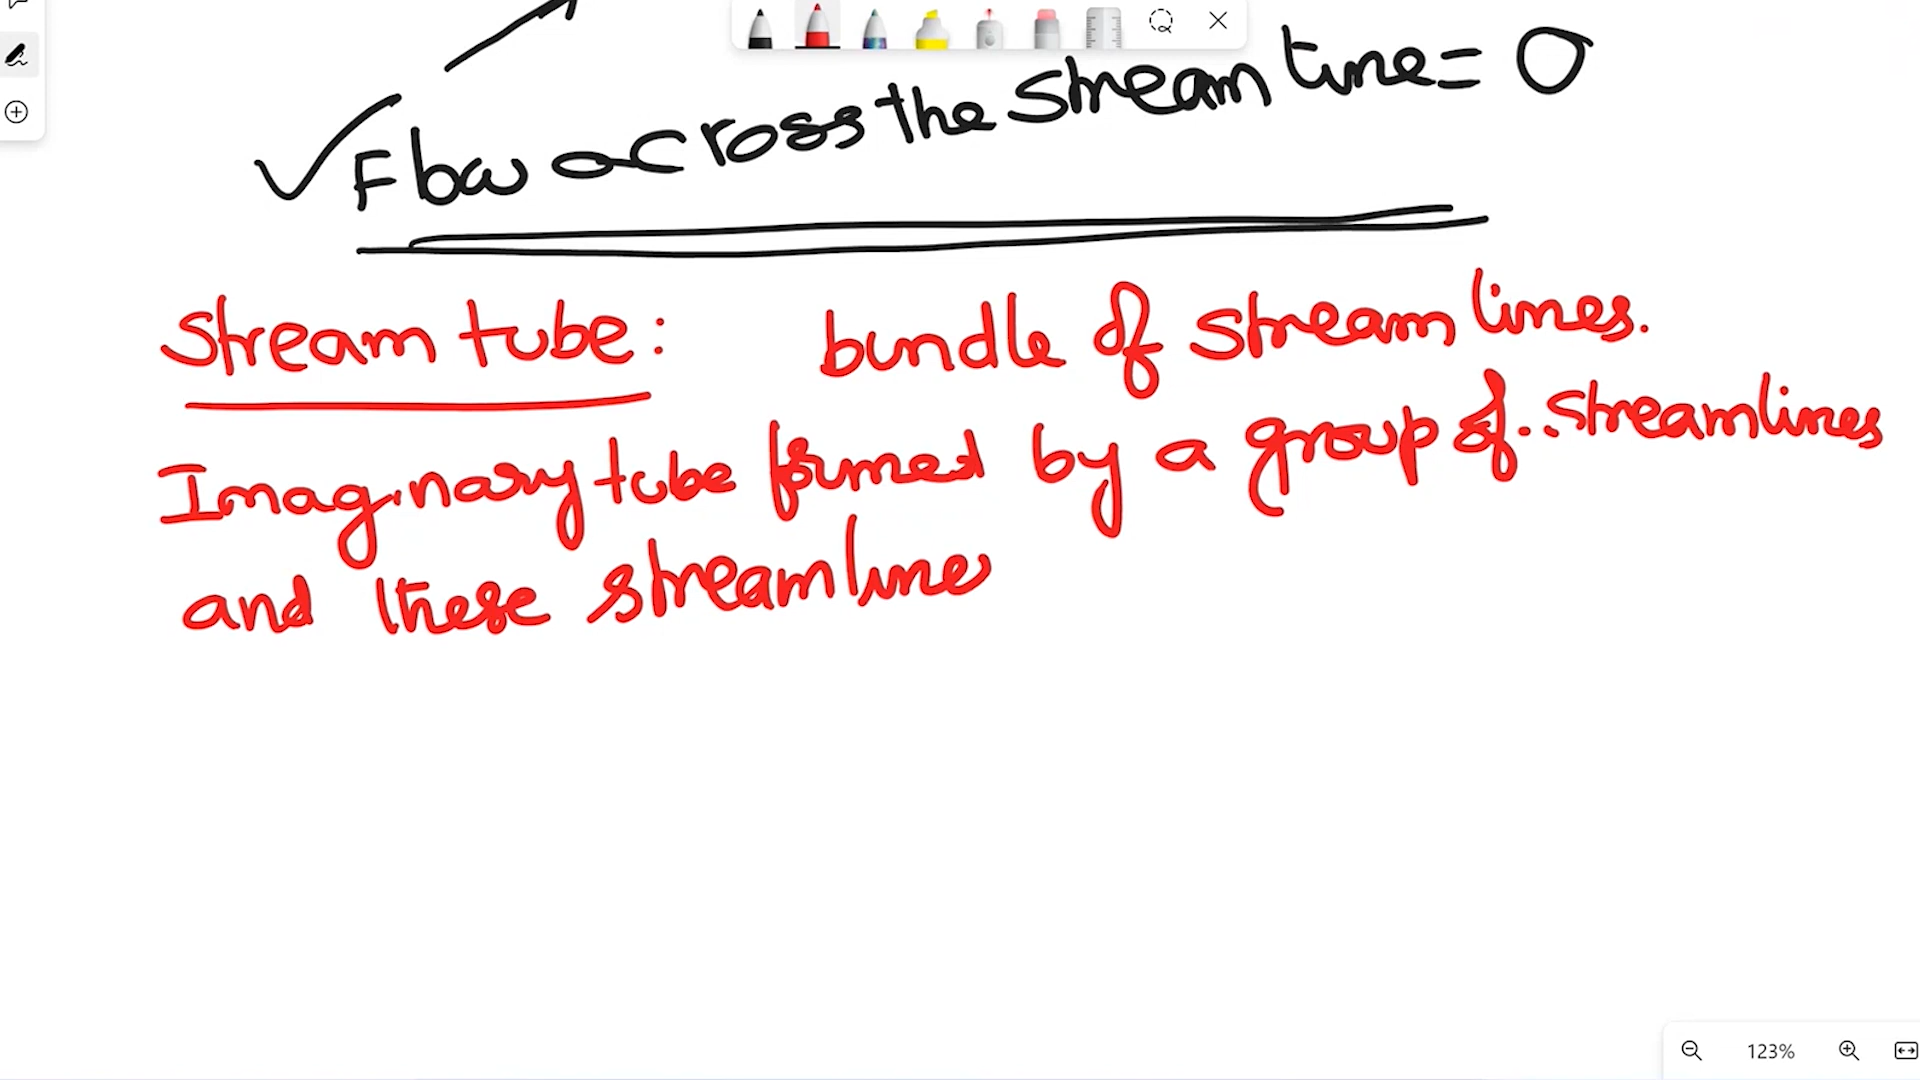 Flow across the stream line = 0
Stream tube : bundle of stream lines.
Imaginary tube formed by a group of streamlines
and these streamline
123%